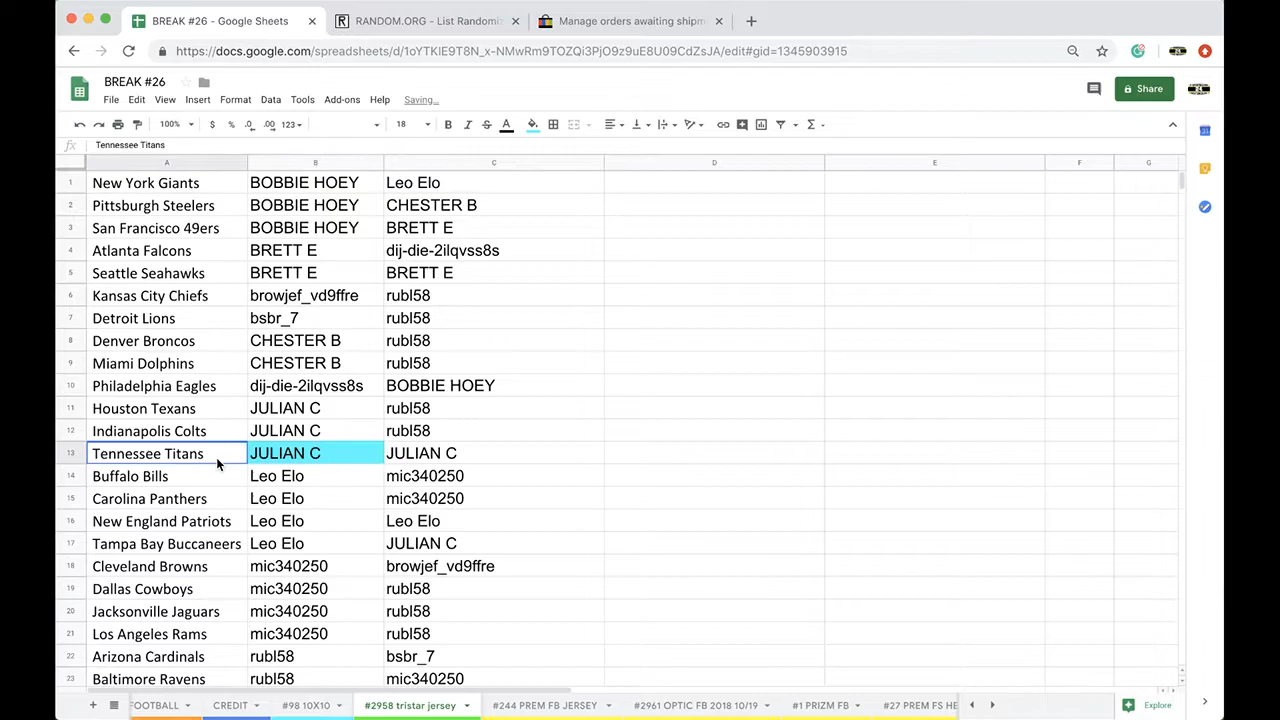 BREAK #26 - Google Sheets
RANDOM.ORG - List Randomi
Manage orders awaiting shipm
https://docs.google.com/spreadsheets/d/1oYTKlE9T8N_x-NMwRm9TOZQi3PjO9z9uE8U09CdZsJA/edit#gid=1345903915
BREAK #26
File Edit View Insert Format Data Tools Add-ons Help Saving...
Share
100% $ % .0 .00 123 18 B I S A
fx Tennessee Titans
A B C D E F G
1 New York Giants BOBBIE HOEY Leo Elo
2 Pittsburgh Steelers BOBBIE HOEY CHESTER B
3 San Francisco 49ers BOBBIE HOEY BRETT E
4 Atlanta Falcons BRETT E dij-die-2ilqvss8s
5 Seattle Seahawks BRETT E BRETT E
6 Kansas City Chiefs browjef_vd9ffre rubl58
7 Detroit Lions bsbr_7 rubl58
8 Denver Broncos CHESTER B rubl58
9 Miami Dolphins CHESTER B rubl58
10 Philadelphia Eagles dij-die-2ilqvss8s BOBBIE HOEY
11 Houston Texans JULIAN C rubl58
12 Indianapolis Colts JULIAN C rubl58
13 Tennessee Titans JULIAN C JULIAN C
14 Buffalo Bills Leo Elo mic340250
15 Carolina Panthers Leo Elo mic340250
16 New England Patriots Leo Elo Leo Elo
17 Tampa Bay Buccaneers Leo Elo JULIAN C
18 Cleveland Browns mic340250 browjef_vd9ffre
19 Dallas Cowboys mic340250 rubl58
20 Jacksonville Jaguars mic340250 rubl58
21 Los Angeles Rams mic340250 rubl58
22 Arizona Cardinals rubl58 bsbr_7
23 Baltimore Ravens rubl58 mic340250
FOOTBALL CREDIT #98 10X10 #2958 tristar jersey #244 PREM FB JERSEY #2961 OPTIC FB 2018 10/19 #1 PRIZM FB #27 PREM FS HE Explore